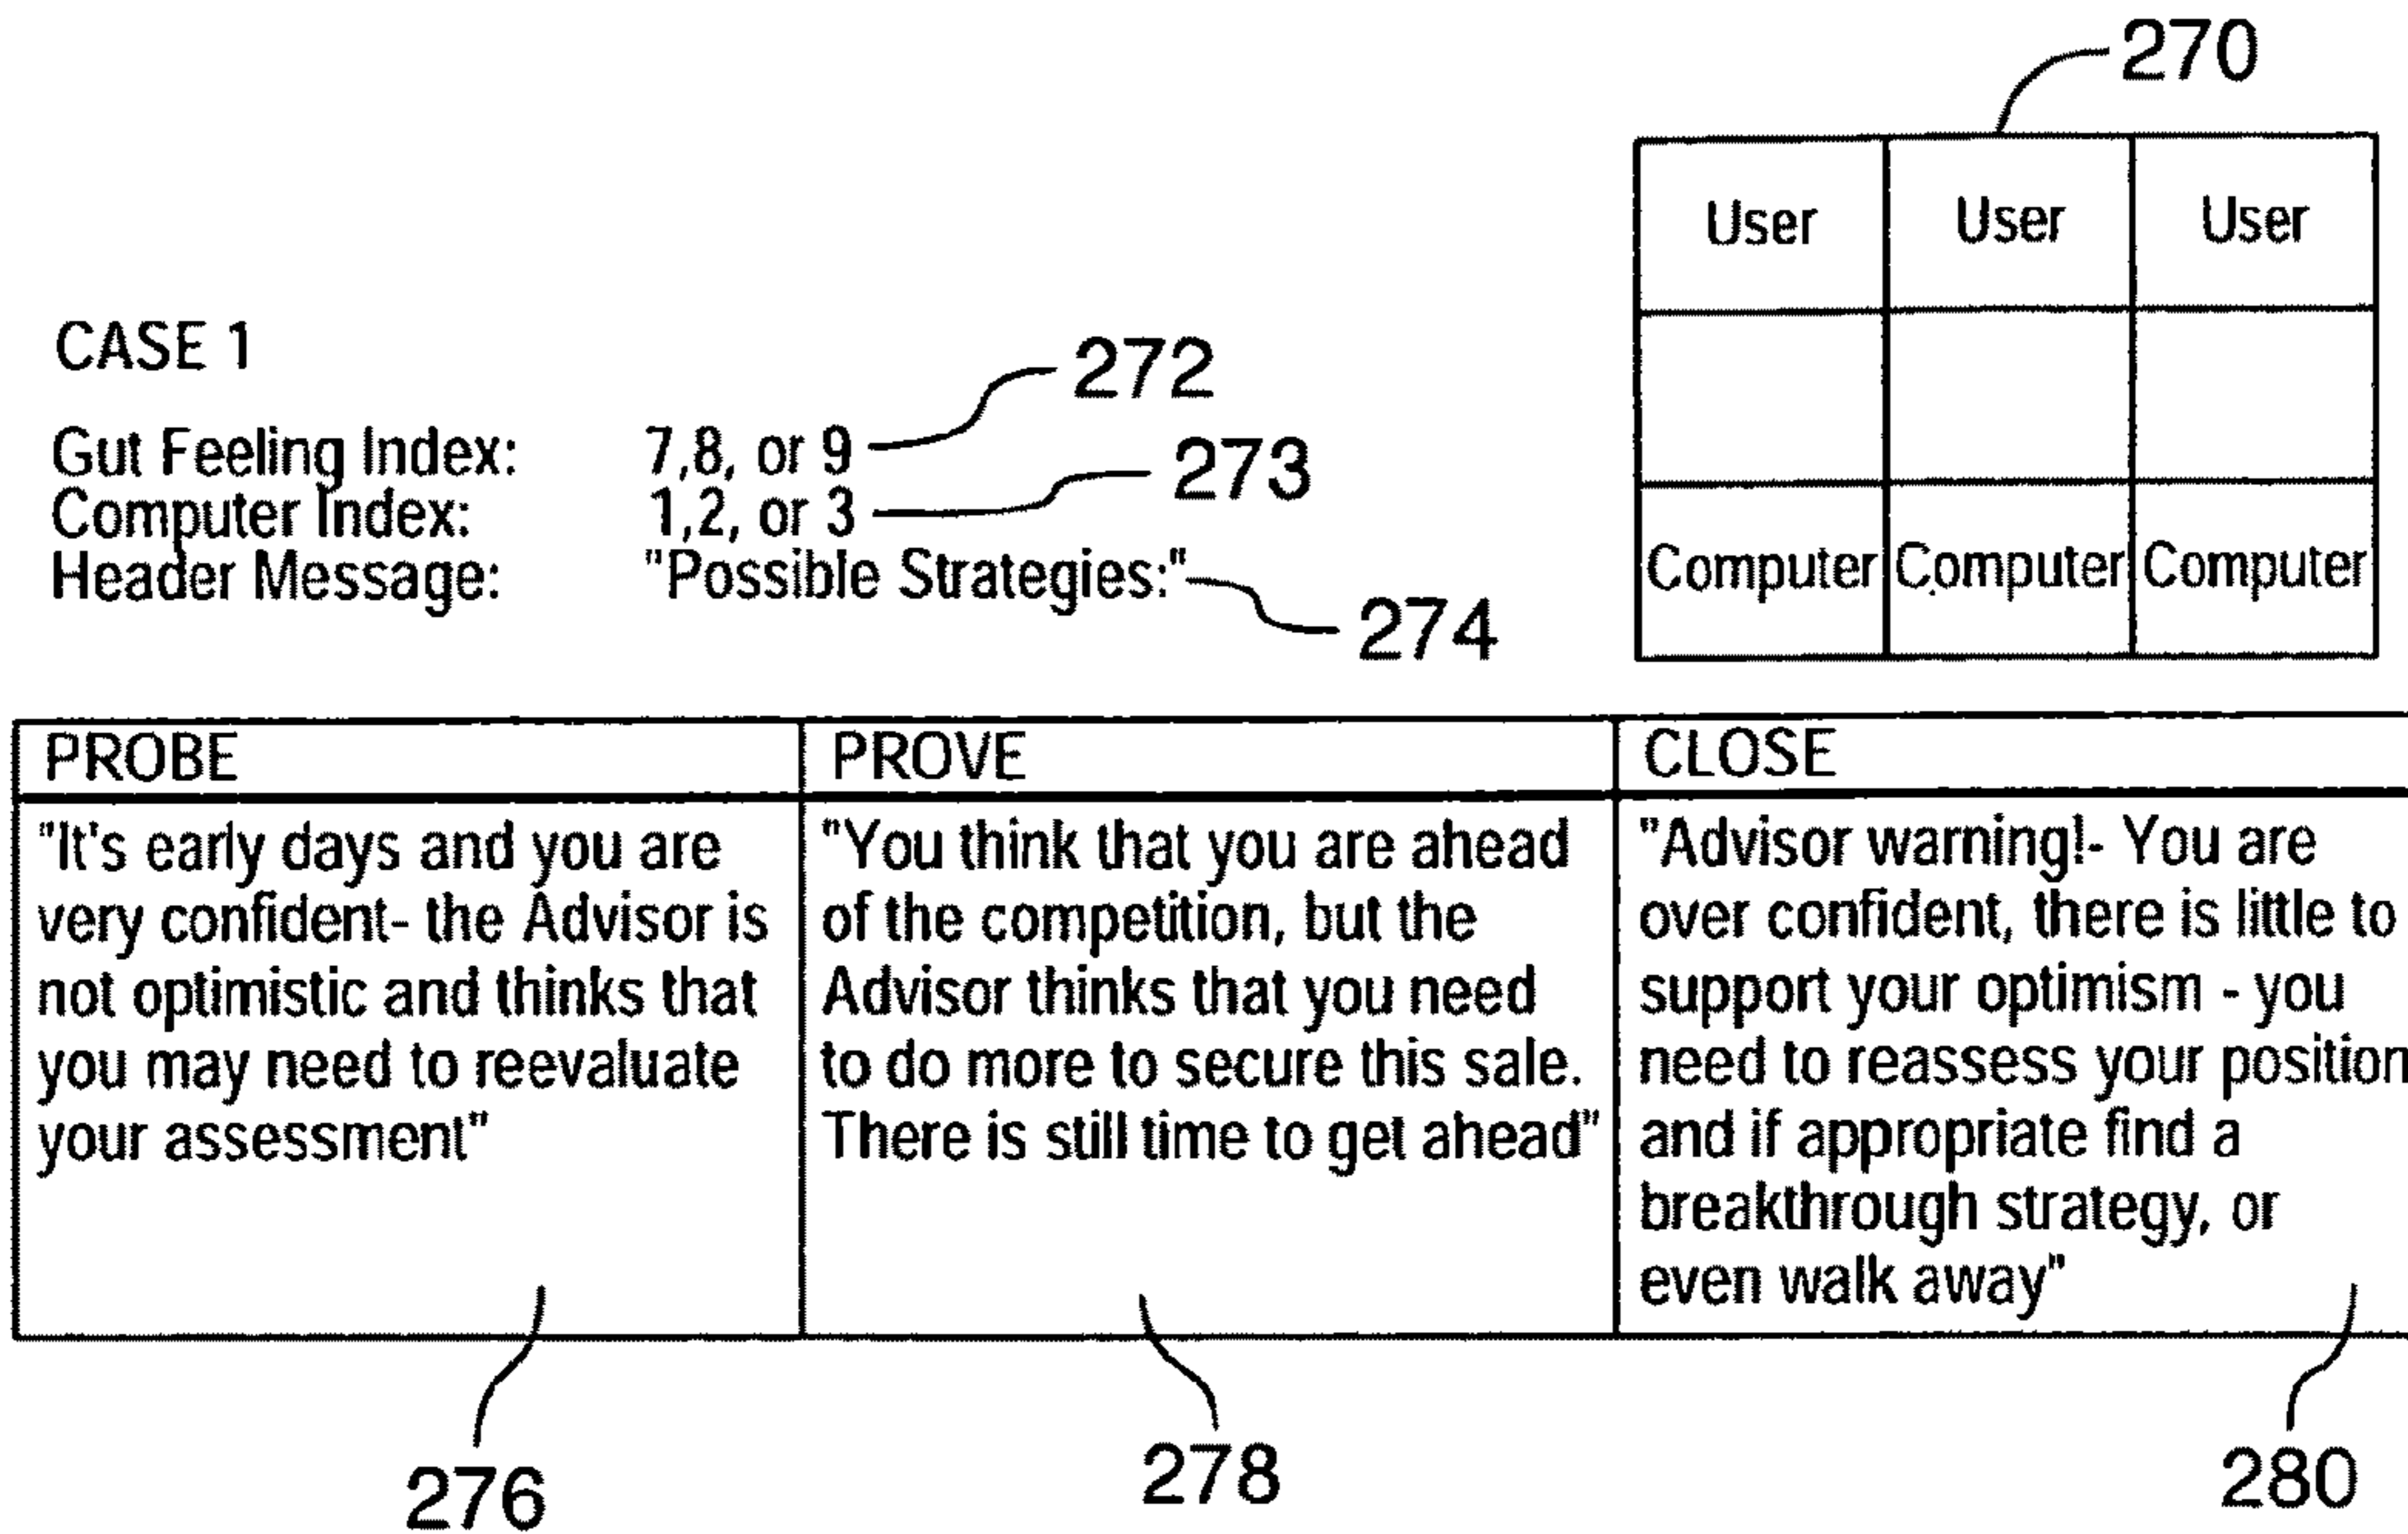 270
User User User
Computer Computer Computer
CASE 1
272
Gut Feeling Index: 7,8, or 9
273
Computer Index: 1,2, or 3
Header Message: "Possible Strategies:"
274
PROBE
"It's early days and you are
very confident- the Advisor is
not optimistic and thinks that
you may need to reevaluate
your assessment"
276
PROVE
"You think that you are ahead
of the competition, but the
Advisor thinks that you need
to do more to secure this sale.
There is still time to get ahead"
278
CLOSE
"Advisor warning!- You are
over confident, there is little to
support your optimism - you
need to reassess your position
and if appropriate find a
breakthrough strategy, or
even walk away"
280